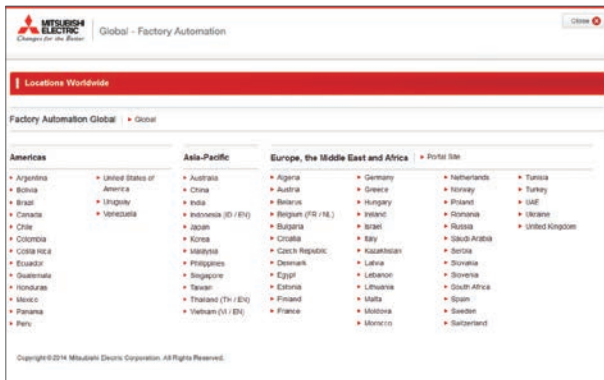 MITSUBISHI
ELECTRIC
Changes for the Better
Global - Factory Automation
Close
Locations Worldwide
Factory Automation Global
Global
Americas
Argentina
Bolivia
Brazil
Canada
Chile
Colombia
Costa Rica
Ecuador
Guatemala
Honduras
Mexico
Panama
Peru
United States of
America
Uruguay
Venezuela
Asia-Pacific
Australia
China
India
Indonesia (ID / EN)
Japan
Korea
Malaysia
Philippines
Singapore
Taiwan
Thailand (TH / EN)
Vietnam (VI / EN)
Europe, the Middle East and Africa
Portal Site
Algeria
Austria
Belarus
Belgium (FR / NL)
Bulgaria
Croatia
Czech Republic
Denmark
Egypt
Estonia
Finland
France
Germany
Greece
Hungary
Ireland
Israel
Italy
Kazakhstan
Latvia
Lebanon
Lithuania
Malta
Moldova
Morocco
Netherlands
Norway
Poland
Romania
Russia
Saudi Arabia
Serbia
Slovakia
Slovenia
South Africa
Spain
Sweden
Switzerland
Tunisia
Turkey
UAE
Ukraine
United Kingdom
Copyright © 2014 Mitsubishi Electric Corporation. All Rights Reserved.